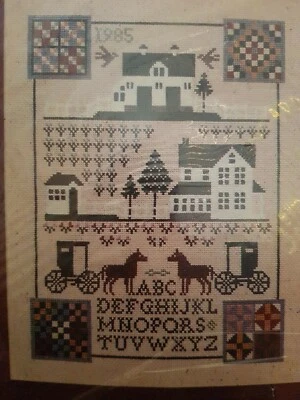 1985
ABC
DEFGHIJKL
MNOPQRS
TUVWXYZ